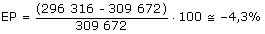 EP = (296 316 - 309 672) / 309 672 · 100 ≅ –4,3%